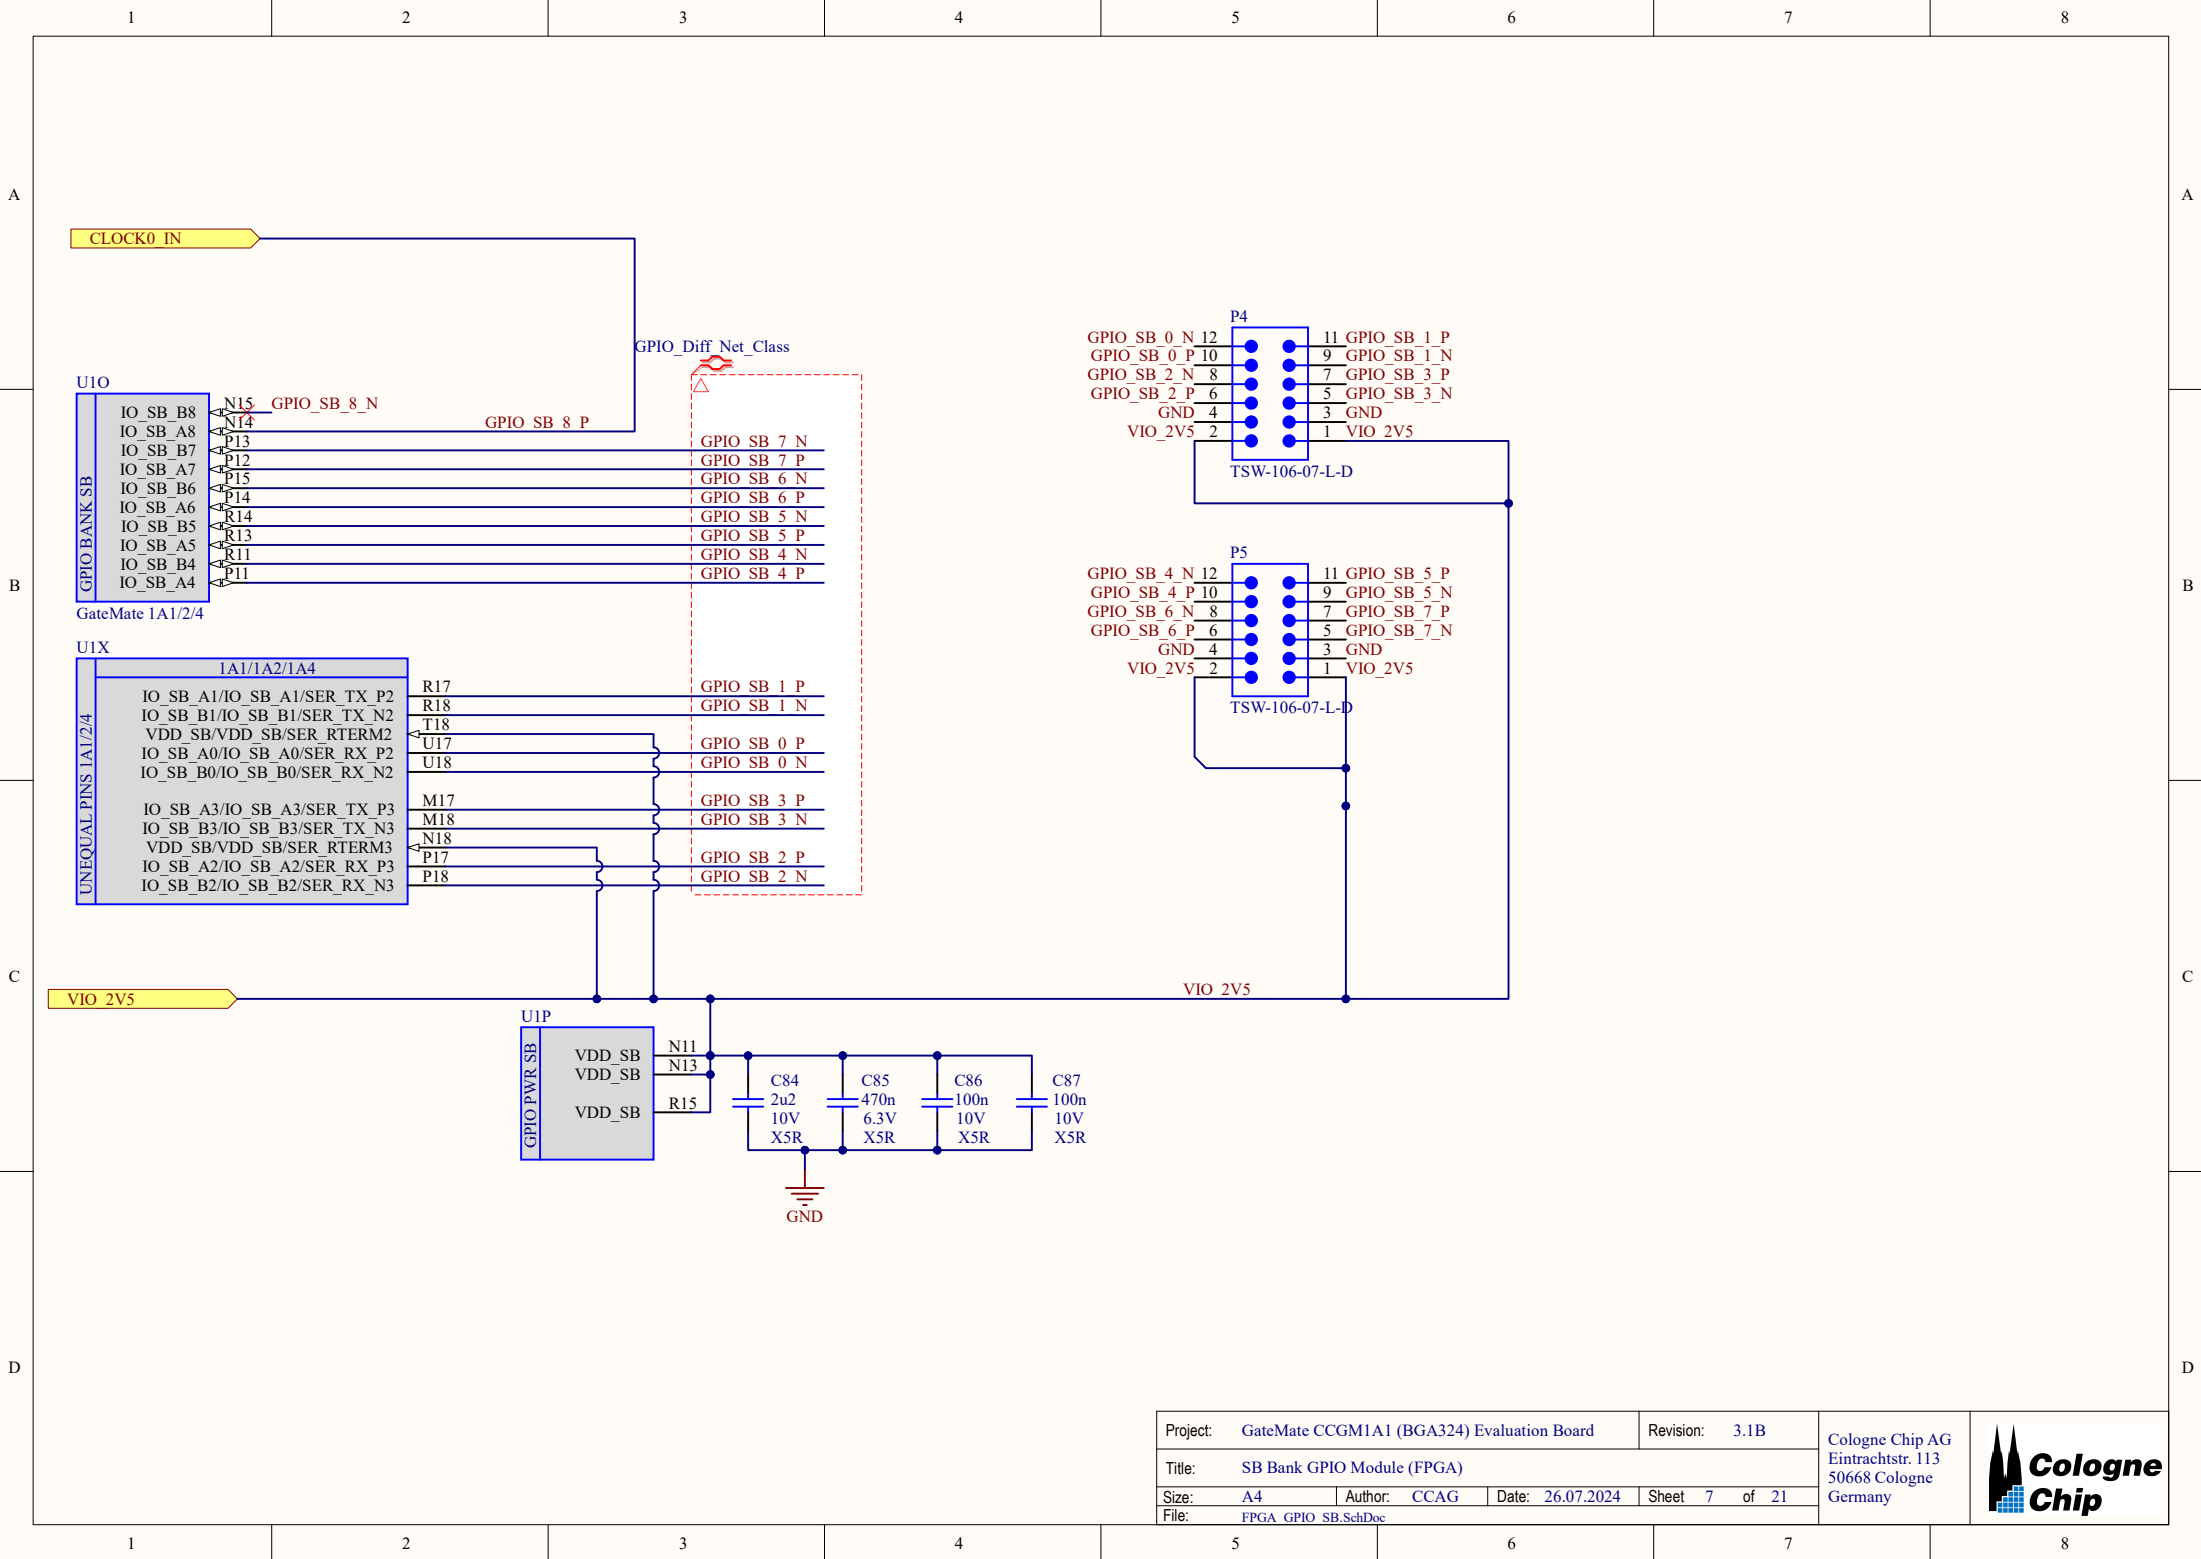 1 2 3 4 5 6 7 8
A A
CLOCK0_IN
GPIO_Diff_Net_Class
U1O
GPIO BANK SB
IO_SB_B8 N15 GPIO_SB_8_N
IO_SB_A8 N14 GPIO_SB_8_P
IO_SB_B7 P13 GPIO_SB_7_N
IO_SB_A7 P12 GPIO_SB_7_P
IO_SB_B6 P15 GPIO_SB_6_N
IO_SB_A6 P14 GPIO_SB_6_P
IO_SB_B5 R14 GPIO_SB_5_N
IO_SB_A5 R13 GPIO_SB_5_P
IO_SB_B4 R11 GPIO_SB_4_N
IO_SB_A4 P11 GPIO_SB_4_P
GateMate 1A1/2/4
P4
GPIO_SB_0_N 12 11 GPIO_SB_1_P
GPIO_SB_0_P 10 9 GPIO_SB_1_N
GPIO_SB_2_N 8 7 GPIO_SB_3_P
GPIO_SB_2_P 6 5 GPIO_SB_3_N
GND 4 3 GND
VIO_2V5 2 1 VIO_2V5
TSW-106-07-L-D
B B
P5
GPIO_SB_4_N 12 11 GPIO_SB_5_P
GPIO_SB_4_P 10 9 GPIO_SB_5_N
GPIO_SB_6_N 8 7 GPIO_SB_7_P
GPIO_SB_6_P 6 5 GPIO_SB_7_N
GND 4 3 GND
VIO_2V5 2 1 VIO_2V5
TSW-106-07-L-D
U1X
1A1/1A2/1A4
UNEQUAL PINS 1A1/2/4
IO_SB_A1/IO_SB_A1/SER_TX_P2 R17 GPIO_SB_1_P
IO_SB_B1/IO_SB_B1/SER_TX_N2 R18 GPIO_SB_1_N
VDD_SB/VDD_SB/SER_RTERM2 T18
IO_SB_A0/IO_SB_A0/SER_RX_P2 U17 GPIO_SB_0_P
IO_SB_B0/IO_SB_B0/SER_RX_N2 U18 GPIO_SB_0_N
IO_SB_A3/IO_SB_A3/SER_TX_P3 M17 GPIO_SB_3_P
IO_SB_B3/IO_SB_B3/SER_TX_N3 M18 GPIO_SB_3_N
VDD_SB/VDD_SB/SER_RTERM3 N18
IO_SB_A2/IO_SB_A2/SER_RX_P3 P17 GPIO_SB_2_P
IO_SB_B2/IO_SB_B2/SER_RX_N3 P18 GPIO_SB_2_N
C C
VIO_2V5 VIO_2V5
U1P
GPIO PWR SB
VDD_SB N11
VDD_SB N13
VDD_SB R15
C84 C85 C86 C87
2u2 470n 100n 100n
10V 6.3V 10V 10V
X5R X5R X5R X5R
GND
D D
Project: GateMate CCGM1A1 (BGA324) Evaluation Board Revision: 3.1B
Title: SB Bank GPIO Module (FPGA)
Size: A4 Author: CCAG Date: 26.07.2024 Sheet 7 of 21
File: FPGA_GPIO_SB.SchDoc
Cologne Chip AG
Eintrachtstr. 113
50668 Cologne
Germany
Cologne
Chip
1 2 3 4 5 6 7 8